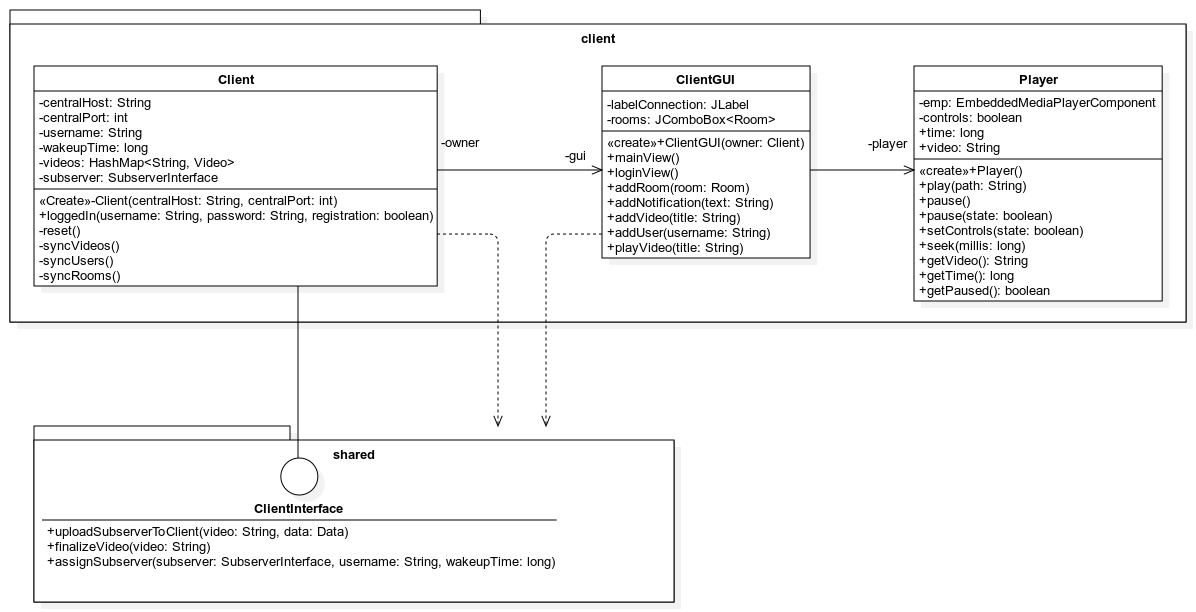 client
Client
-centralHost: String
-centralPort: int
-username: String
-wakeupTime: long
-videos: HashMap<String, Video>
-subserver: SubserverInterface
«Create»-Client(centralHost: String, centralPort: int)
+loggedIn(username: String, password: String, registration: boolean)
-reset()
-syncVideos()
-syncUsers()
-syncRooms()
-owner
-gui
ClientGUI
-labelConnection: JLabel
-rooms: JComboBox<Room>
«create»+ClientGUI(owner: Client)
+mainView()
+loginView()
+addRoom(room: Room)
+addNotification(text: String)
+addVideo(title: String)
+addUser(username: String)
+playVideo(title: String)
-player
Player
-emp: EmbeddedMediaPlayerComponent
-controls: boolean
+time: long
+video: String
«create»+Player()
+play(path: String)
+pause()
+pause(state: boolean)
+setControls(state: boolean)
+seek(millis: long)
+getVideo(): String
+getTime(): long
+getPaused(): boolean
shared
ClientInterface
+uploadSubserverToClient(video: String, data: Data)
+finalizeVideo(video: String)
+assignSubserver(subserver: SubserverInterface, username: String, wakeupTime: long)